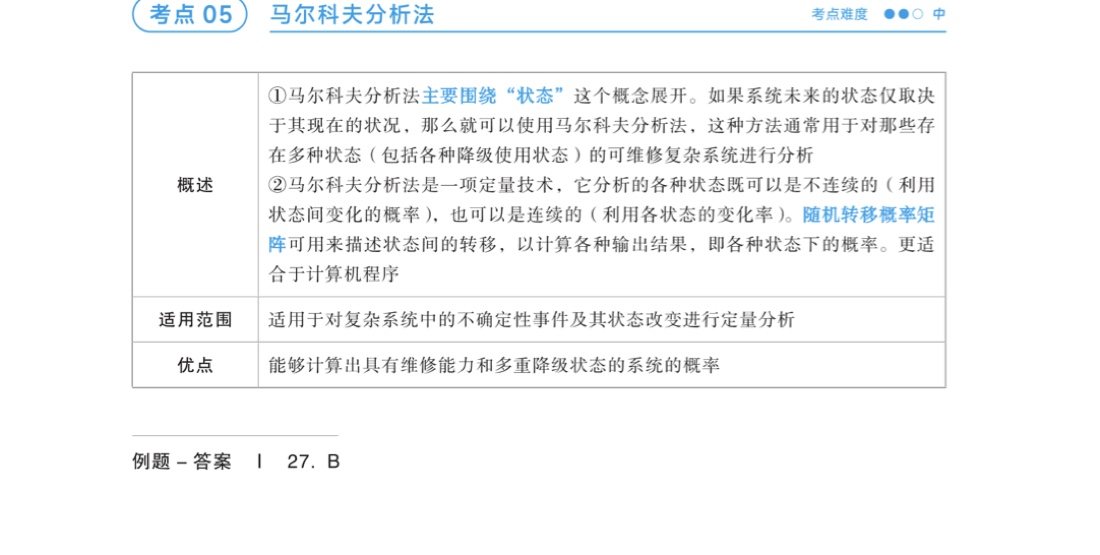 考点 05 马尔科夫分析法 考点难度 ●●○ 中
①马尔科夫分析法主要围绕“状态”这个概念展开。如果系统未来的状态仅取决
于其现在的状况，那么就可以使用马尔科夫分析法，这种方法通常用于对那些存
在多种状态（包括各种降级使用状态）的可维修复杂系统进行分析
概述
②马尔科夫分析法是一项定量技术，它分析的各种状态既可以是不连续的（利用
状态间变化的概率），也可以是连续的（利用各状态的变化率）。随机转移概率矩
阵可用来描述状态间的转移，以计算各种输出结果，即各种状态下的概率。更适
合于计算机程序
适用范围 适用于对复杂系统中的不确定性事件及其状态改变进行定量分析
优点 能够计算出具有维修能力和多重降级状态的系统的概率
例题 – 答案 | 27. B